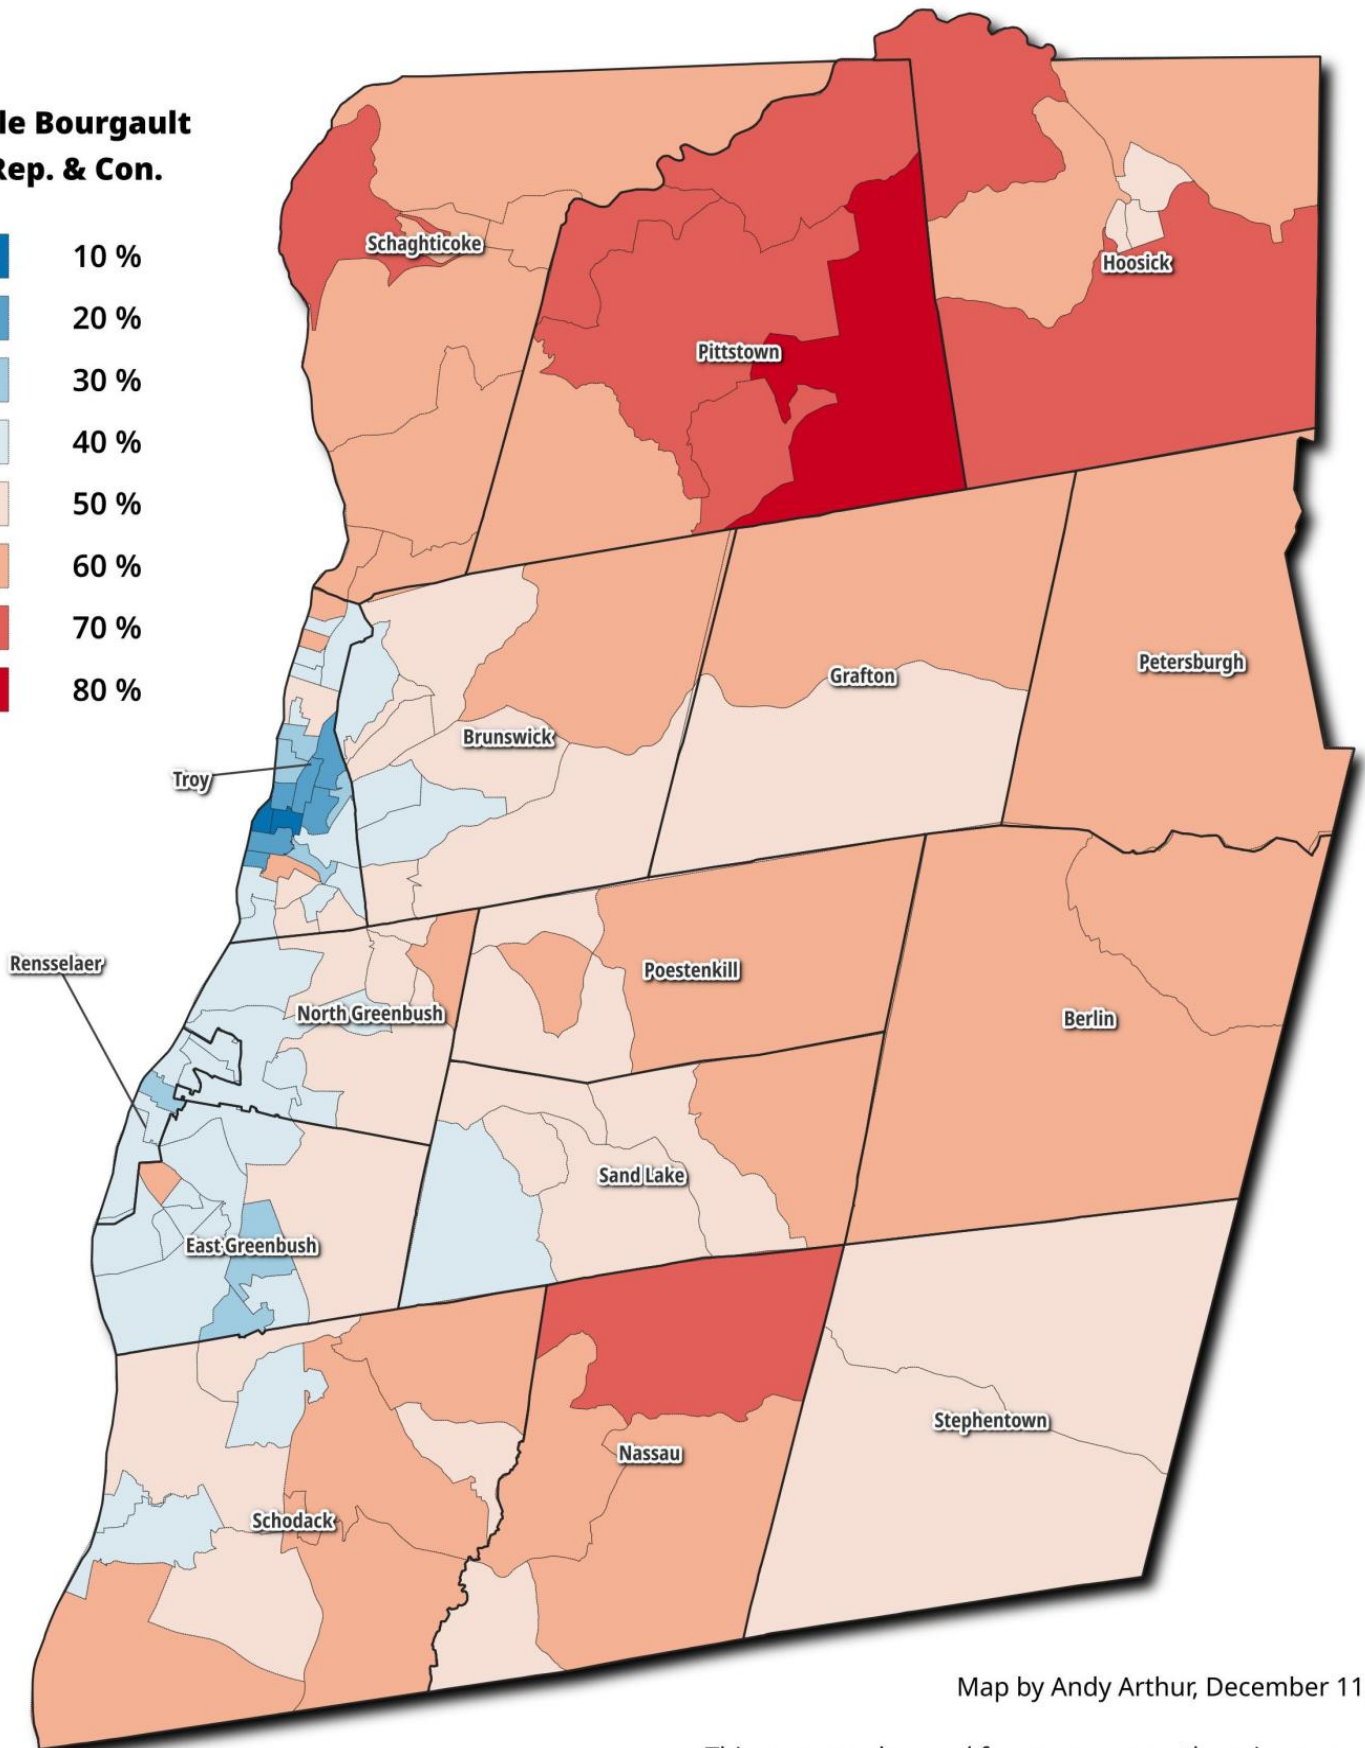 le Bourgault
Rep. & Con.
10 %
20 %
30 %
40 %
50 %
60 %
70 %
80 %
Schaghticoke
Hoosick
Pittstown
Petersburgh
Grafton
Brunswick
Troy
Rensselaer
Poestenkill
North Greenbush
Berlin
Sand Lake
East Greenbush
Stephentown
Nassau
Schodack
Map by Andy Arthur, December 11